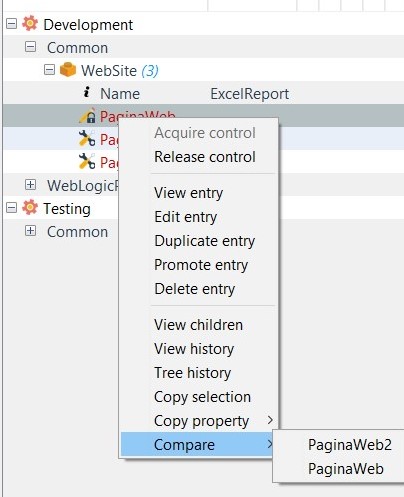 Development
Common
WebSite (3)
Name ExcelReport
PaginaWeb
Pa
Pa
WebLogic
Testing
Common
Acquire control
Release control
View entry
Edit entry
Duplicate entry
Promote entry
Delete entry
View children
View history
Tree history
Copy selection
Copy property
Compare
PaginaWeb2
PaginaWeb